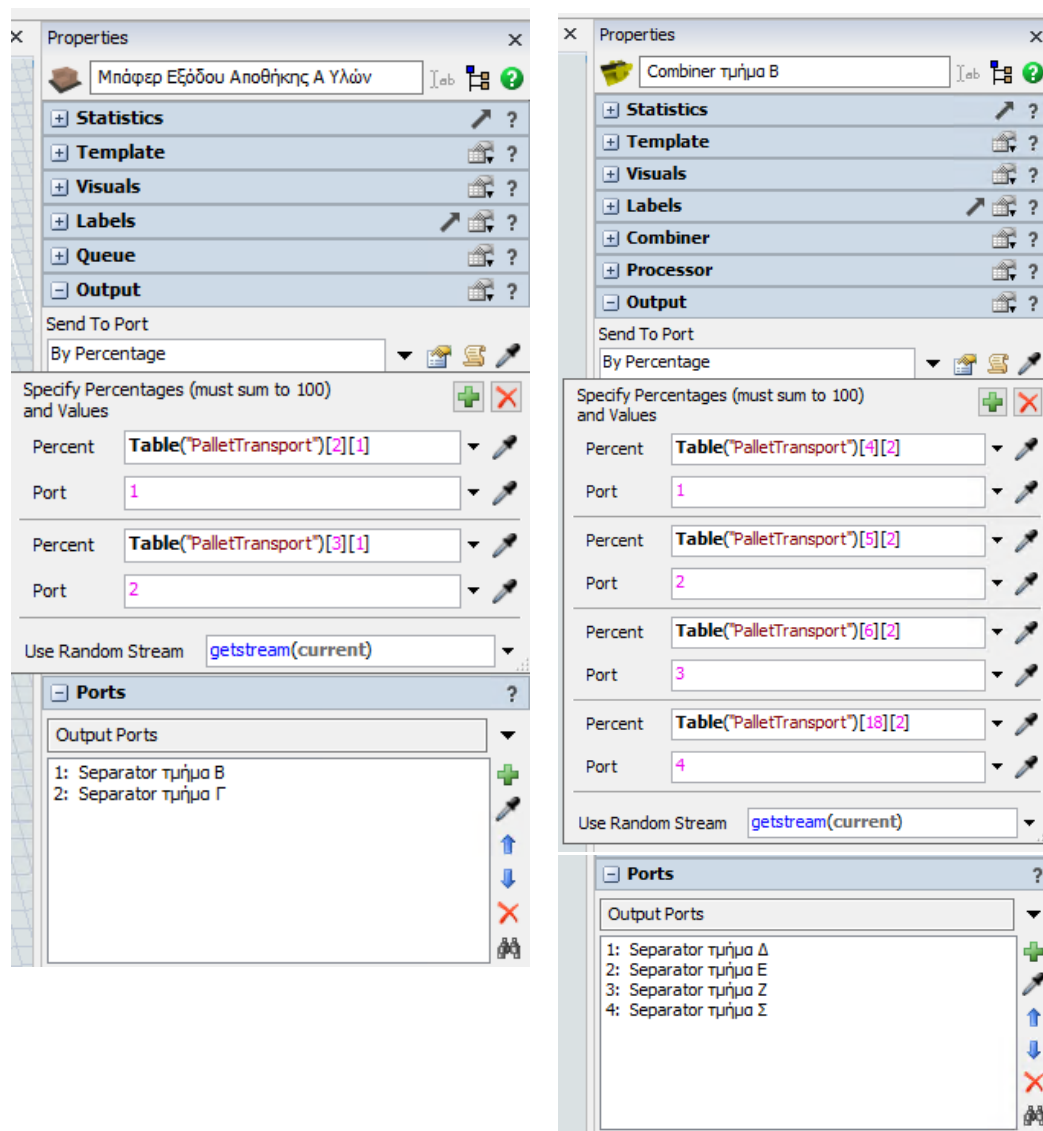 Properties
Μπάφερ Εξόδου Αποθήκης Α Υλών
Statistics
Template
Visuals
Labels
Queue
Output
Send To Port
By Percentage
Specify Percentages (must sum to 100)
and Values
Percent Table("PalletTransport")[2][1]
Port 1
Percent Table("PalletTransport")[3][1]
Port 2
Use Random Stream getstream(current)
Ports
Output Ports
1: Separator τμήμα Β
2: Separator τμήμα Γ
Properties
Combiner τμήμα Β
Statistics
Template
Visuals
Labels
Combiner
Processor
Output
Send To Port
By Percentage
Specify Percentages (must sum to 100)
and Values
Percent Table("PalletTransport")[4][2]
Port 1
Percent Table("PalletTransport")[5][2]
Port 2
Percent Table("PalletTransport")[6][2]
Port 3
Percent Table("PalletTransport")[18][2]
Port 4
Use Random Stream getstream(current)
Ports
Output Ports
1: Separator τμήμα Δ
2: Separator τμήμα Ε
3: Separator τμήμα Ζ
4: Separator τμήμα Σ